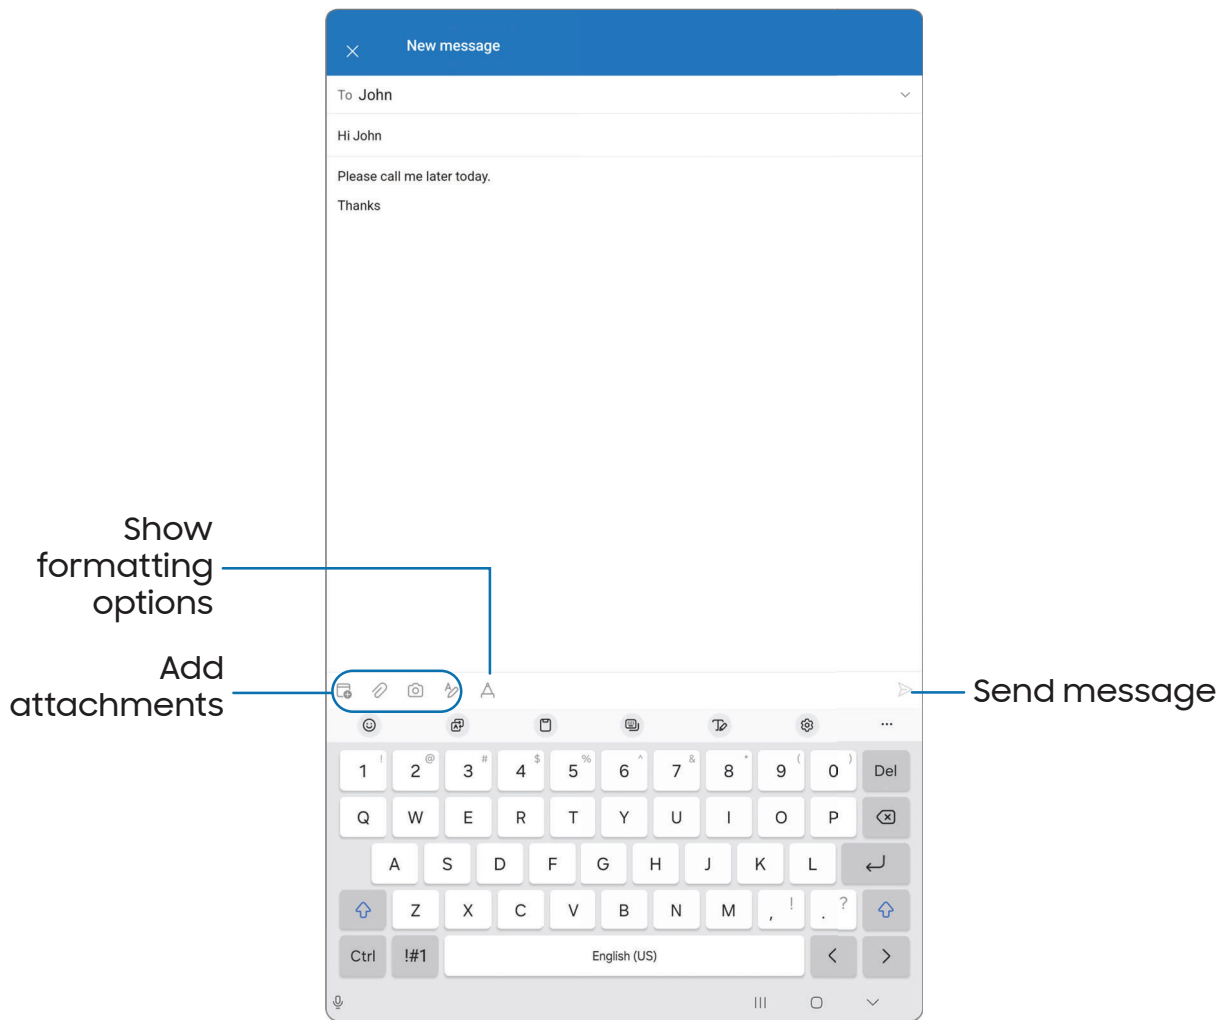 New message
To John
Hi John
Please call me later today.
Thanks
Show
formatting
options
Add
attachments
Send message
1 ! 2 @ 3 # 4 $ 5 % 6 ^ 7 & 8 * 9 ( 0 ) Del
Q W E R T Y U I O P
A S D F G H J K L
Z X C V B N M , ! . ?
Ctrl !#1 English (US) < >